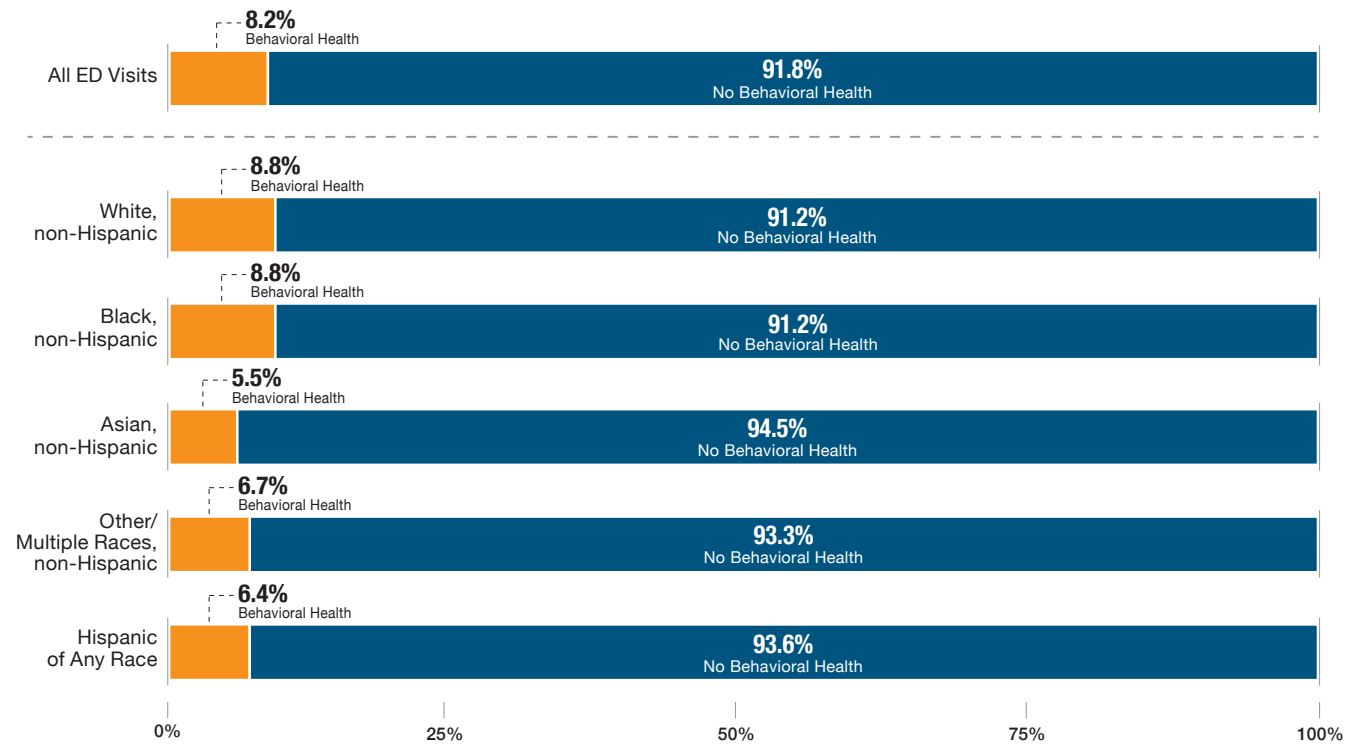 8.2%
Behavioral Health
All ED Visits
91.8%
No Behavioral Health
8.8%
Behavioral Health
White,
non-Hispanic
91.2%
No Behavioral Health
8.8%
Behavioral Health
Black,
non-Hispanic
91.2%
No Behavioral Health
5.5%
Behavioral Health
Asian,
non-Hispanic
94.5%
No Behavioral Health
6.7%
Behavioral Health
Other/
Multiple Races,
non-Hispanic
93.3%
No Behavioral Health
6.4%
Behavioral Health
Hispanic
of Any Race
93.6%
No Behavioral Health
0% 25% 50% 75% 100%